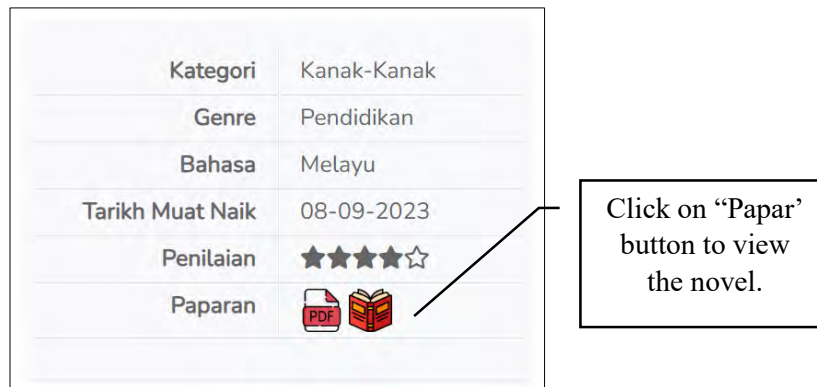 Kategori Kanak-Kanak
Genre Pendidikan
Bahasa Melayu
Tarikh Muat Naik 08-09-2023
Penilaian
Paparan PDF
Click on “Papar’
button to view
the novel.